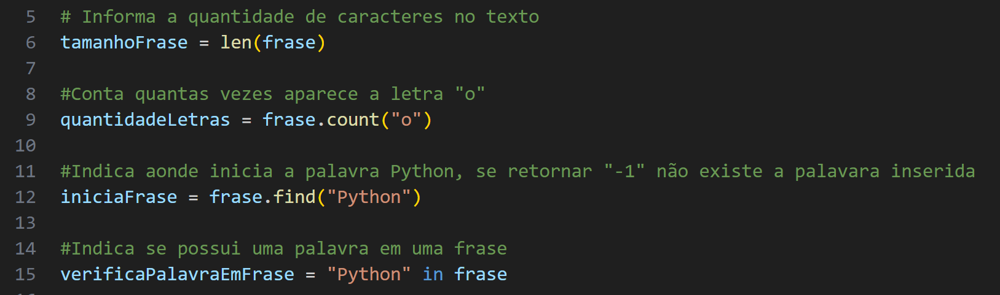 5 # Informa a quantidade de caracteres no texto
6 tamanhoFrase = len(frase)
7
8 #Conta quantas vezes aparece a letra "o"
9 quantidadeLetras = frase.count("o")
10
11 #Indica aonde inicia a palavra Python, se retornar "-1" não existe a palavara inserida
12 iniciaFrase = frase.find("Python")
13
14 #Indica se possui uma palavra em uma frase
15 verificaPalavraEmFrase = "Python" in frase